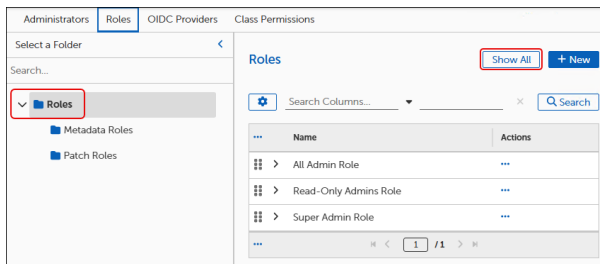 Administrators Roles OIDC Providers Class Permissions
Select a Folder
Search...
Roles
Metadata Roles
Patch Roles
Roles Show All + New
Search Columns... Search
Name Actions
All Admin Role
Read-Only Admins Role
Super Admin Role
1 / 1